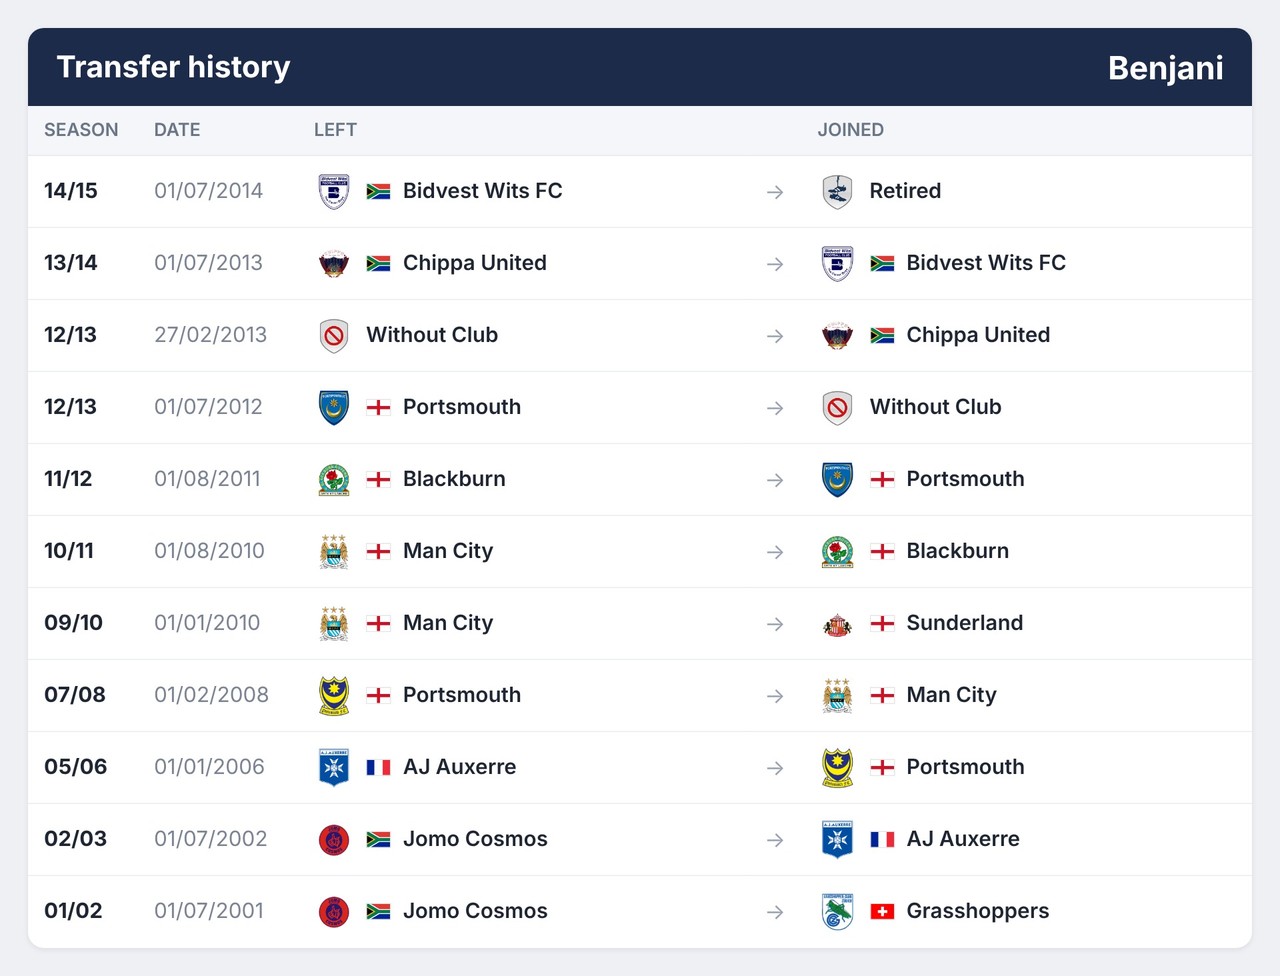 Transfer history Benjani
SEASON DATE LEFT JOINED
14/15 01/07/2014 Bidvest Wits FC → Retired
13/14 01/07/2013 Chippa United → Bidvest Wits FC
12/13 27/02/2013 Without Club → Chippa United
12/13 01/07/2012 Portsmouth → Without Club
11/12 01/08/2011 Blackburn → Portsmouth
10/11 01/08/2010 Man City → Blackburn
09/10 01/01/2010 Man City → Sunderland
07/08 01/02/2008 Portsmouth → Man City
05/06 01/01/2006 AJ Auxerre → Portsmouth
02/03 01/07/2002 Jomo Cosmos → AJ Auxerre
01/02 01/07/2001 Jomo Cosmos → Grasshoppers